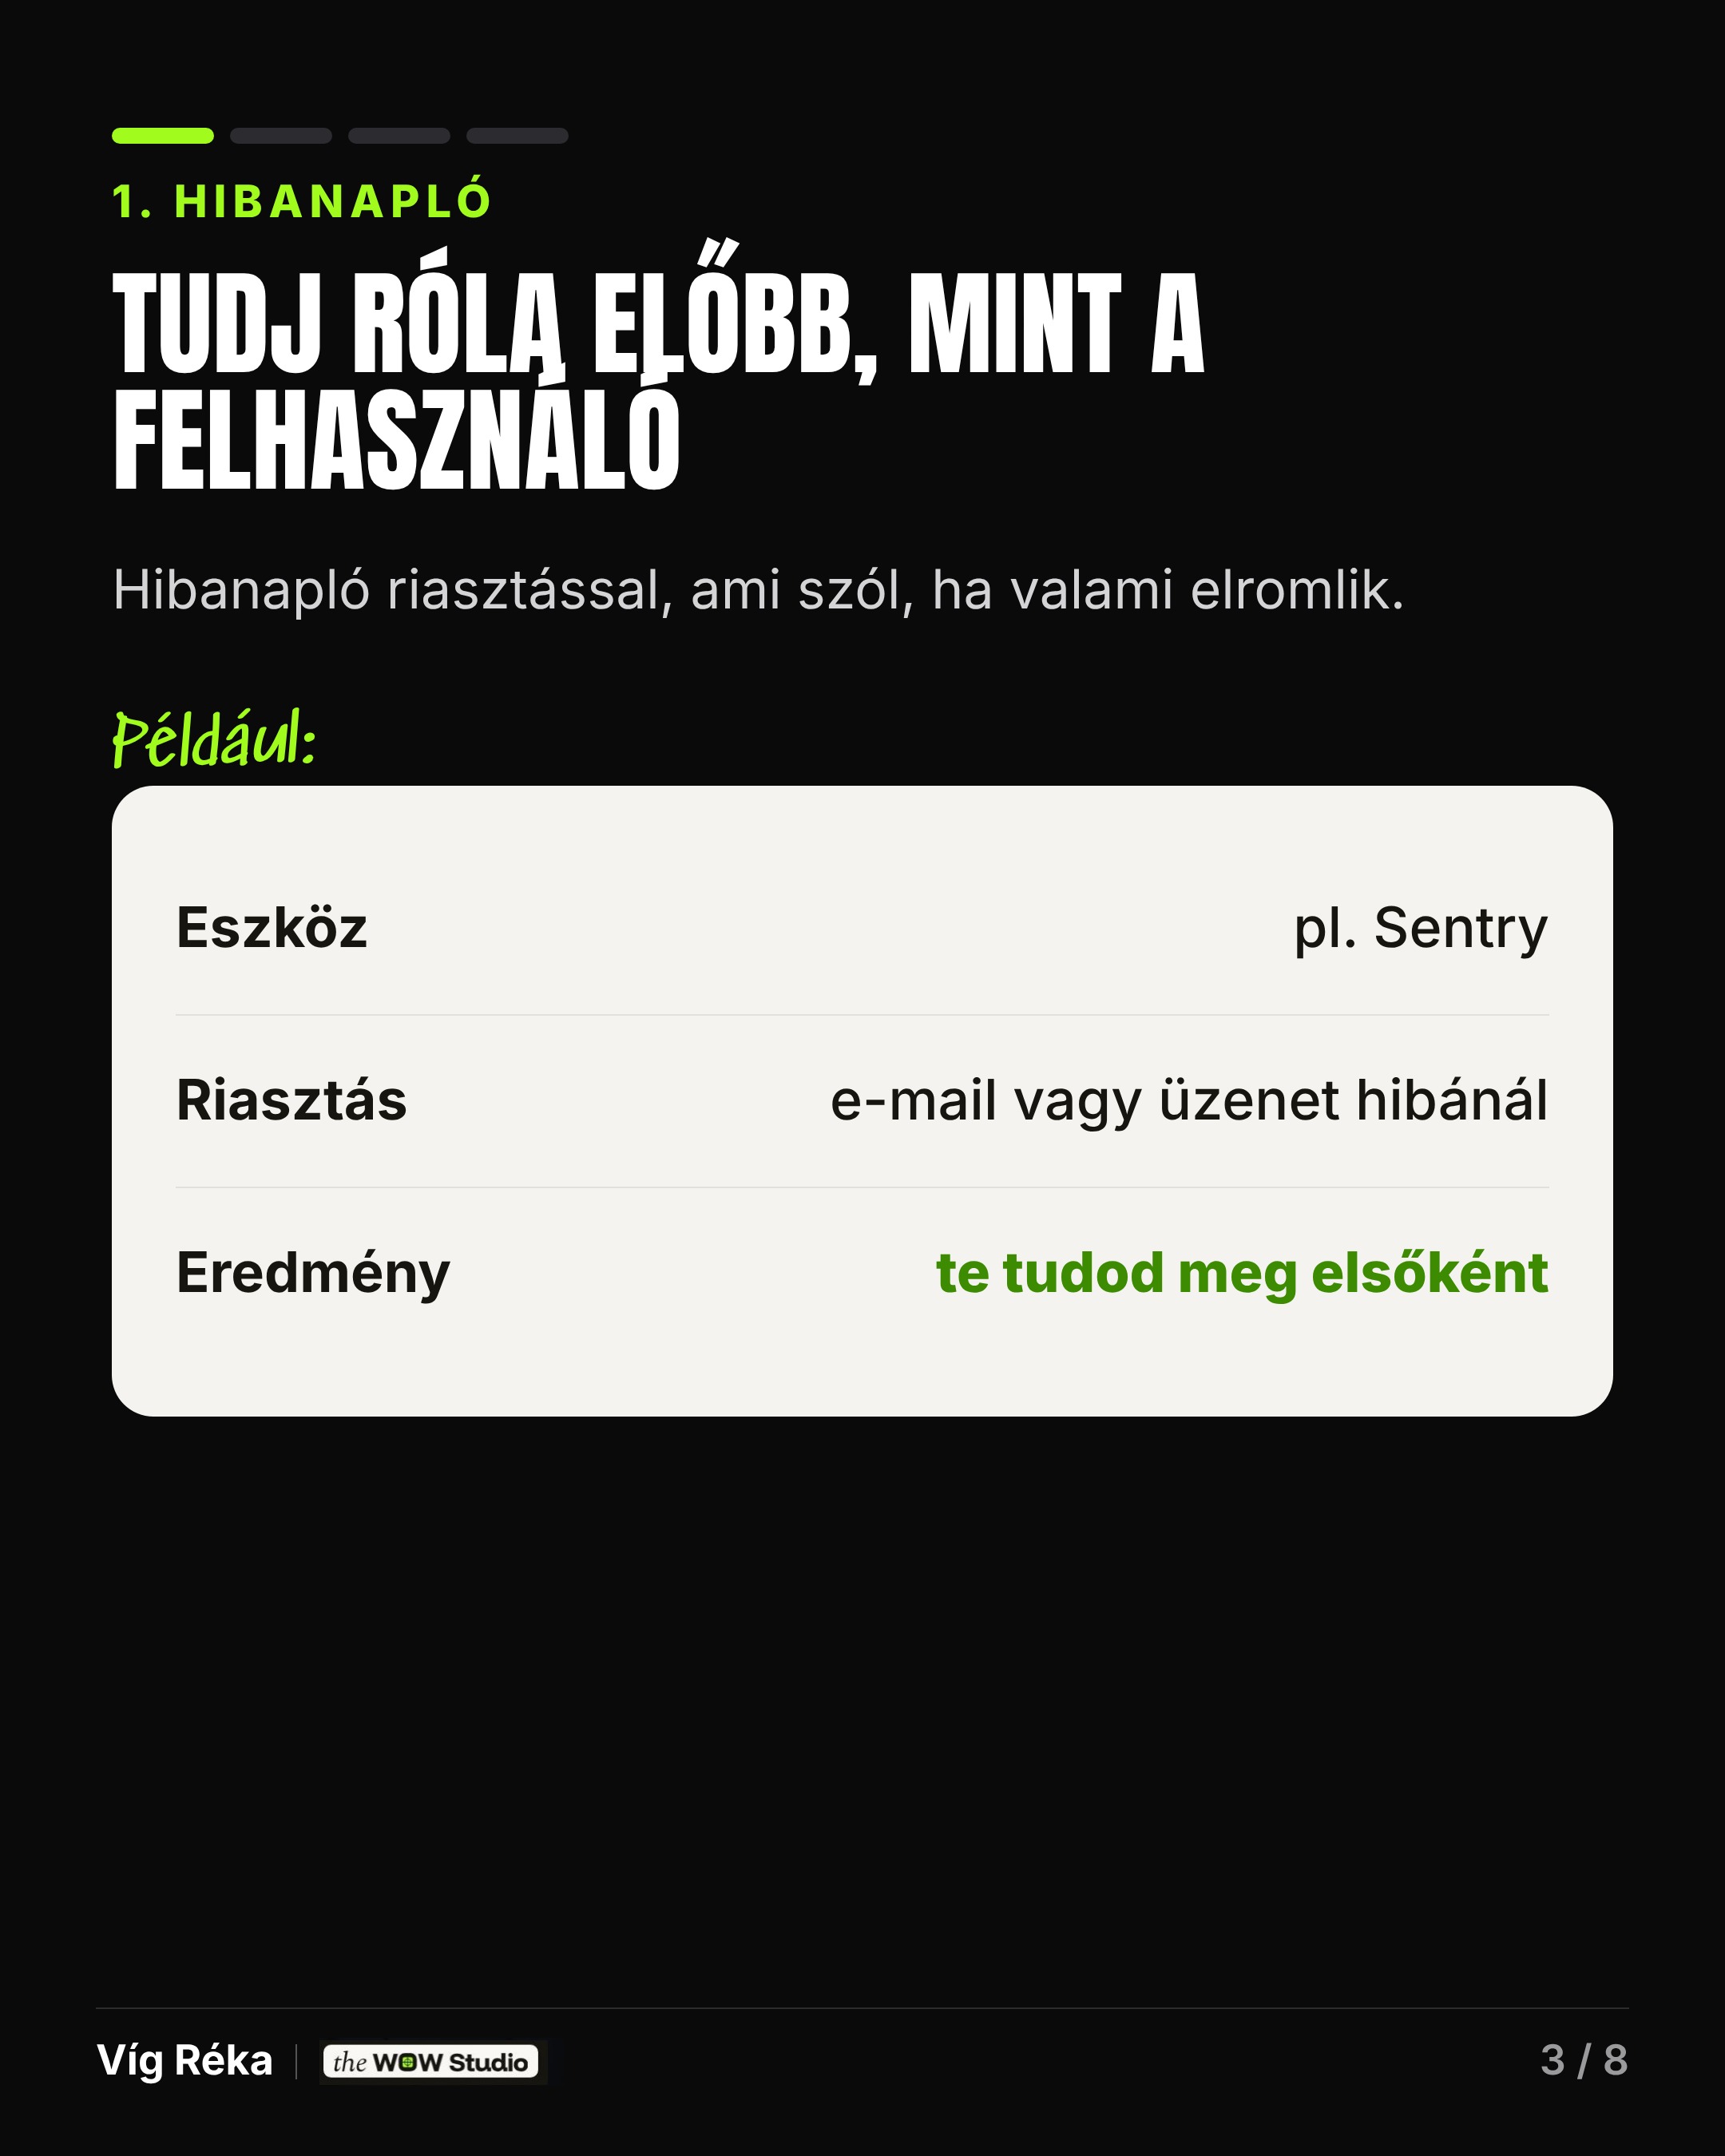 1. HIBANAPLÓ
TUDJ RÓLA ELŐBB, MINT A
FELHASZNÁLÓ
Hibanapló riasztással, ami szól, ha valami elromlik.
Például:
Eszköz pl. Sentry
Riasztás e-mail vagy üzenet hibánál
Eredmény te tudod meg elsőként
Víg Réka the WOW Studio 3 / 8